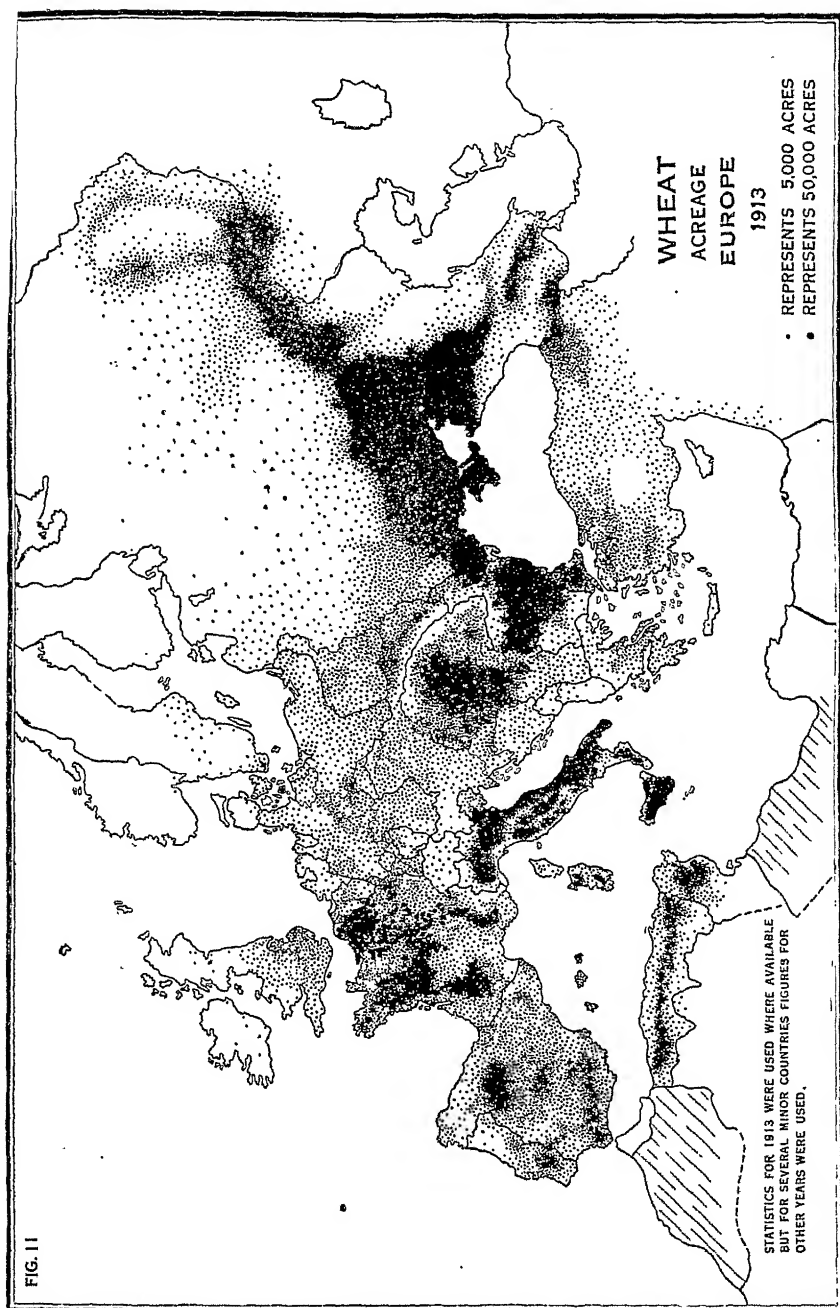 FIG. 11
WHEAT
ACREAGE
EUROPE
1913
• REPRESENTS 5,000 ACRES
• REPRESENTS 50,000 ACRES
STATISTICS FOR 1913 WERE USED WHERE AVAILABLE
BUT FOR SEVERAL MINOR COUNTRIES FIGURES FOR
OTHER YEARS WERE USED.